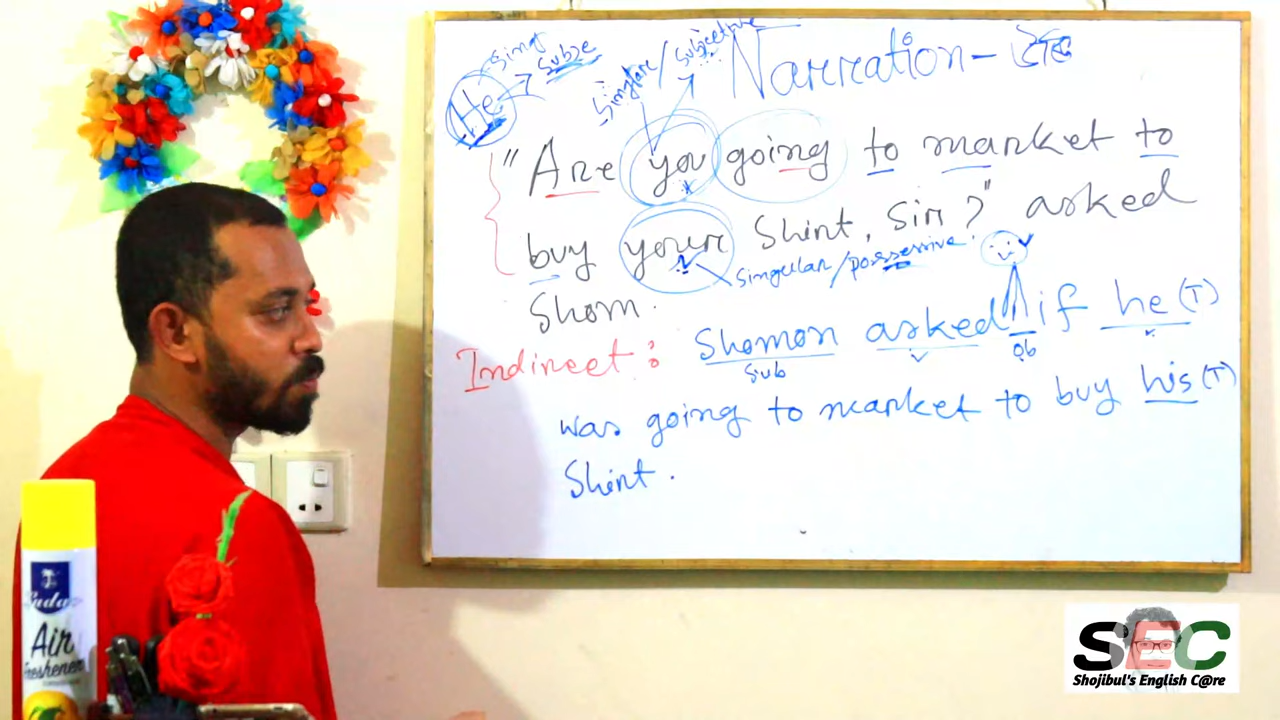 Narration -
He
Sing
Subje
Singular / Subjective
"Are you going to market to
buy your Shirt, Sir?" asked
Singular/possessive.
Shom.
Indirect: Shomon asked if he (T)
Sub
ob
was going to market to buy his (T)
Shirt.
Air
freshener
SEC
Shojibul's English C@re